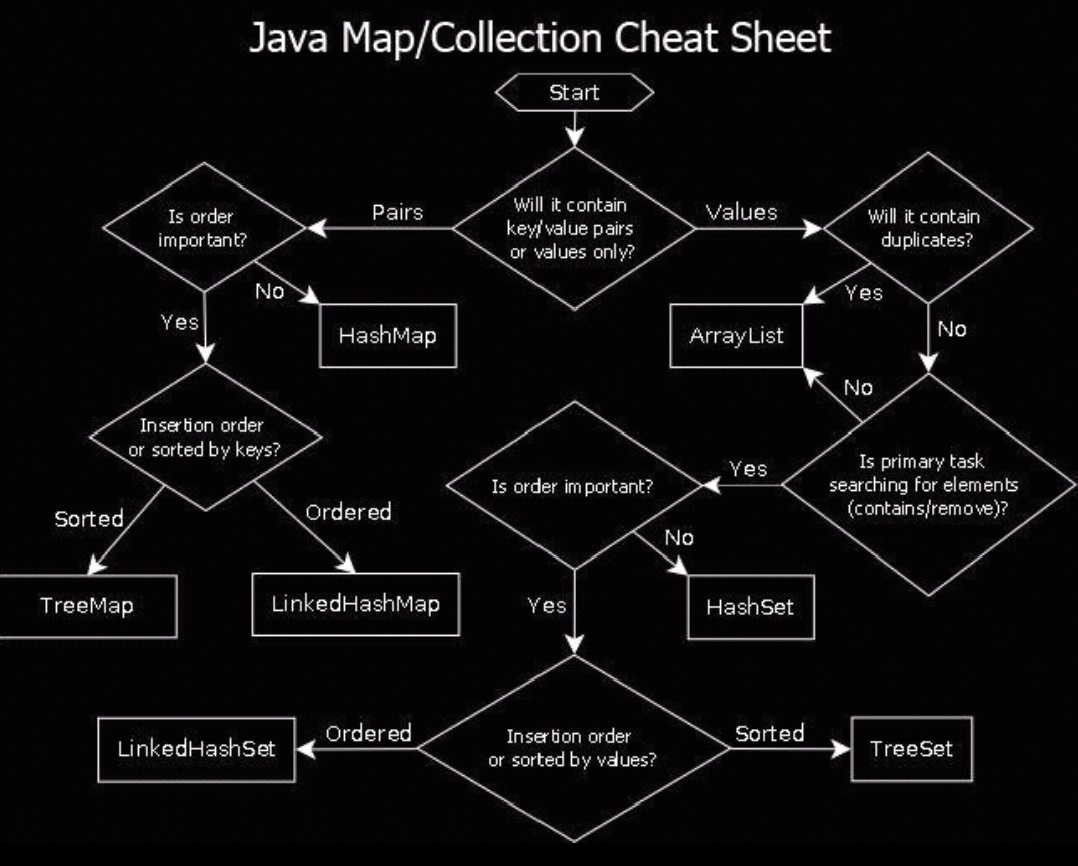 Java Map/Collection Cheat Sheet
Start
Will it contain
key/value pairs
or values only?
Pairs
Values
Is order
important?
Will it contain
duplicates?
No
Yes
HashMap
Yes
ArrayList
No
Insertion order
or sorted by keys?
No
Is primary task
searching for elements
(contains/remove)?
Yes
Is order important?
Sorted
Ordered
No
TreeMap
LinkedHashMap
Yes
HashSet
Insertion order
or sorted by values?
Ordered
Sorted
LinkedHashSet
TreeSet